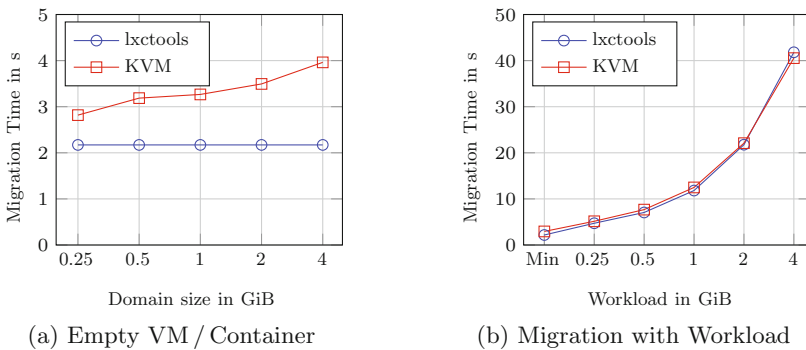 5
4
3
2
1
0
Migration Time in s
lxctools
KVM
0.25 0.5 1 2 4
Domain size in GiB
(a) Empty VM / Container
50
40
30
20
10
0
Migration Time in s
lxctools
KVM
Min 0.25 0.5 1 2 4
Workload in GiB
(b) Migration with Workload